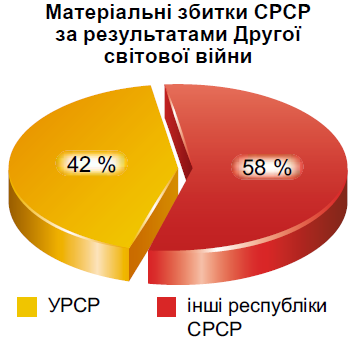 Матеріальні збитки СРСР
за результатами Другої
світової війни
42 %
58 %
УРСР
інші республіки
СРСР